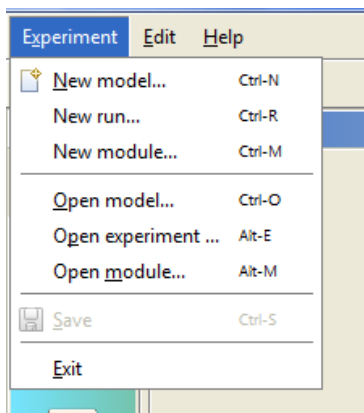 Experiment Edit Help
New model... Ctrl-N
New run... Ctrl-R
New module... Ctrl-M
Open model... Ctrl-O
Open experiment ... Alt-E
Open module... Alt-M
Save Ctrl-S
Exit